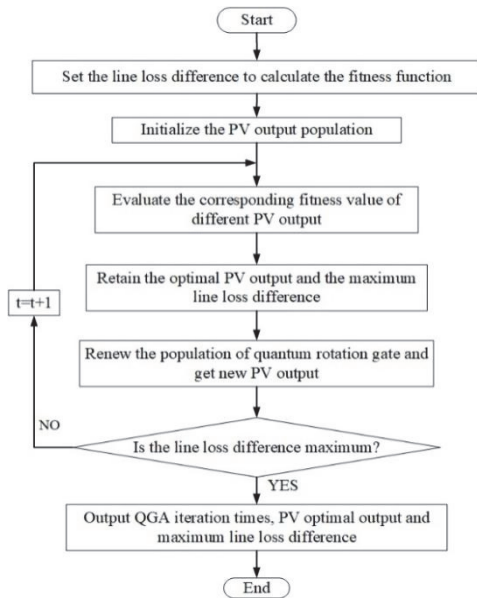 Start
Set the line loss difference to calculate the fitness function
Initialize the PV output population
Evaluate the corresponding fitness value of
different PV output
Retain the optimal PV output and the maximum
line loss difference
t=t+1
Renew the population of quantum rotation gate and
get new PV output
NO
Is the line loss difference maximum?
YES
Output QGA iteration times, PV optimal output and
maximum line loss difference
End